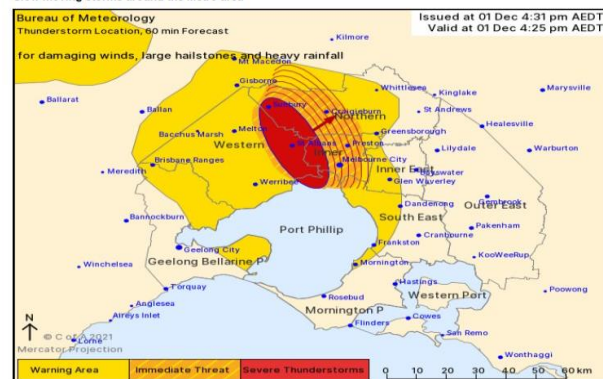 Bureau of Meteorology
Thunderstorm Location, 60 min Forecast
for damaging winds, large hailstones and heavy rainfall
Issued at 01 Dec 4:31 pm AEDT
Valid at 01 Dec 4:25 pm AEDT
Kilmore
Mt Macedon
Gisborne
Whittlesea
Kinglake
Marysville
Ballarat
Ballan
Sunbury
Craigieburn
St Andrews
Northern
Healesville
Bacchus Marsh
Melton
Greensborough
Western
St Albans
Preston
Inner
Lilydale
Warburton
Brisbane Ranges
Melbourne City
Meredith
Inner East
Bayswater
Werribee
Glen Waverley
Dandenong
Gembrook
Outer East
Bannockburn
South East
Port Phillip
Cranbourne
Pakenham
Geelong City
Frankston
Geelong Bellarine P
KooWeeRup
Winchelsea
Mornington
Torquay
Hastings
Rosebud
Western Port
Poowong
Anglesea
Mornington P
Aireys Inlet
Flinders
Cowes
San Remo
Lorne
Wonthaggi
N
© C of A 2021
Mercator Projection
Warning Area
Immediate Threat
Severe Thunderstorms
0 10 20 30 40 50 60 km